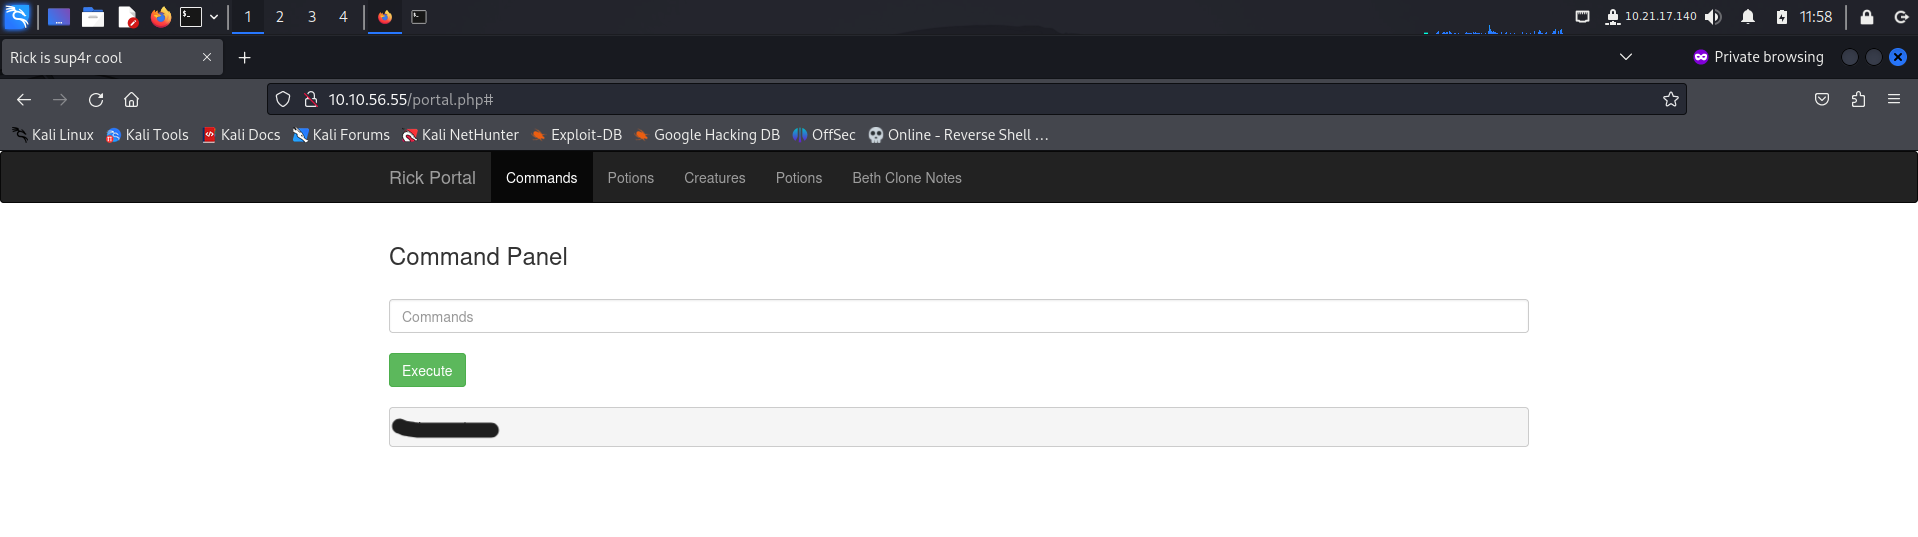 1 2 3 4 10.21.17.140 11:58
Rick is sup4r cool Private browsing
10.10.56.55/portal.php#
Kali Linux Kali Tools Kali Docs Kali Forums Kali NetHunter Exploit-DB Google Hacking DB OffSec Online - Reverse Shell …
Rick Portal Commands Potions Creatures Potions Beth Clone Notes
Command Panel
Commands
Execute